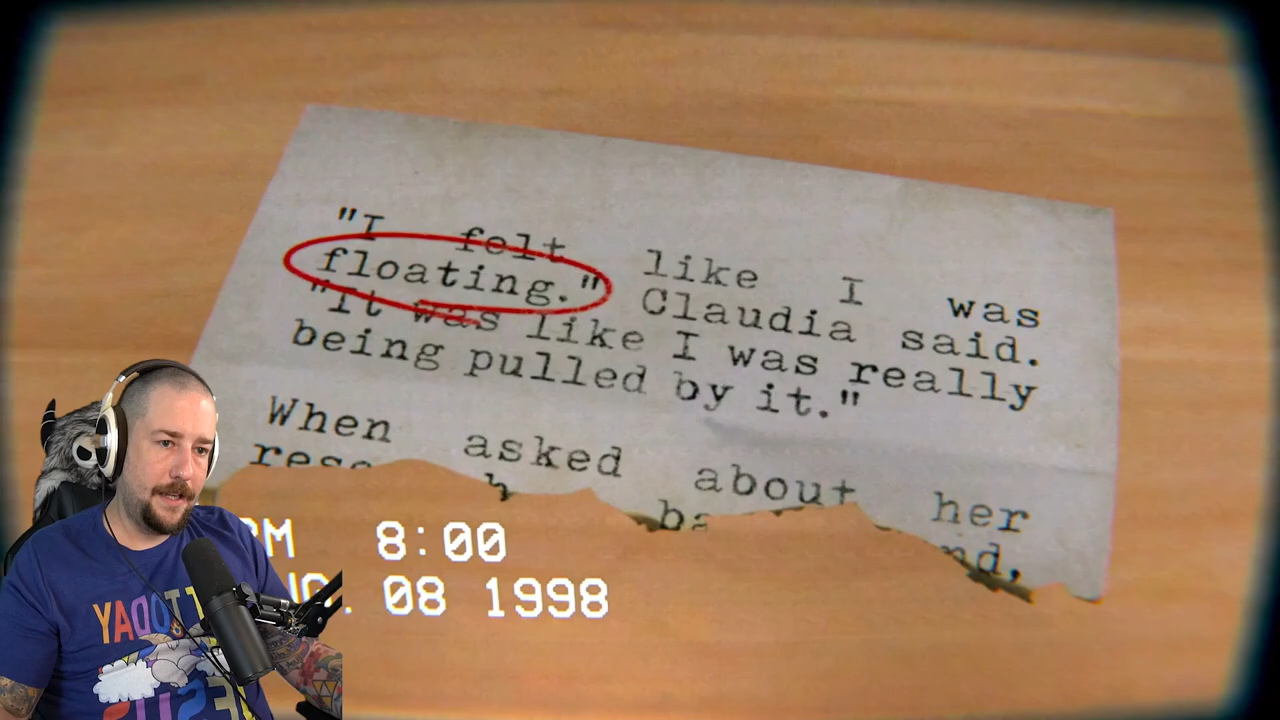 "I felt like I was
floating." Claudia said.
"It was like I was really
being pulled by it."
When asked about her
PM 8:00
08 1998